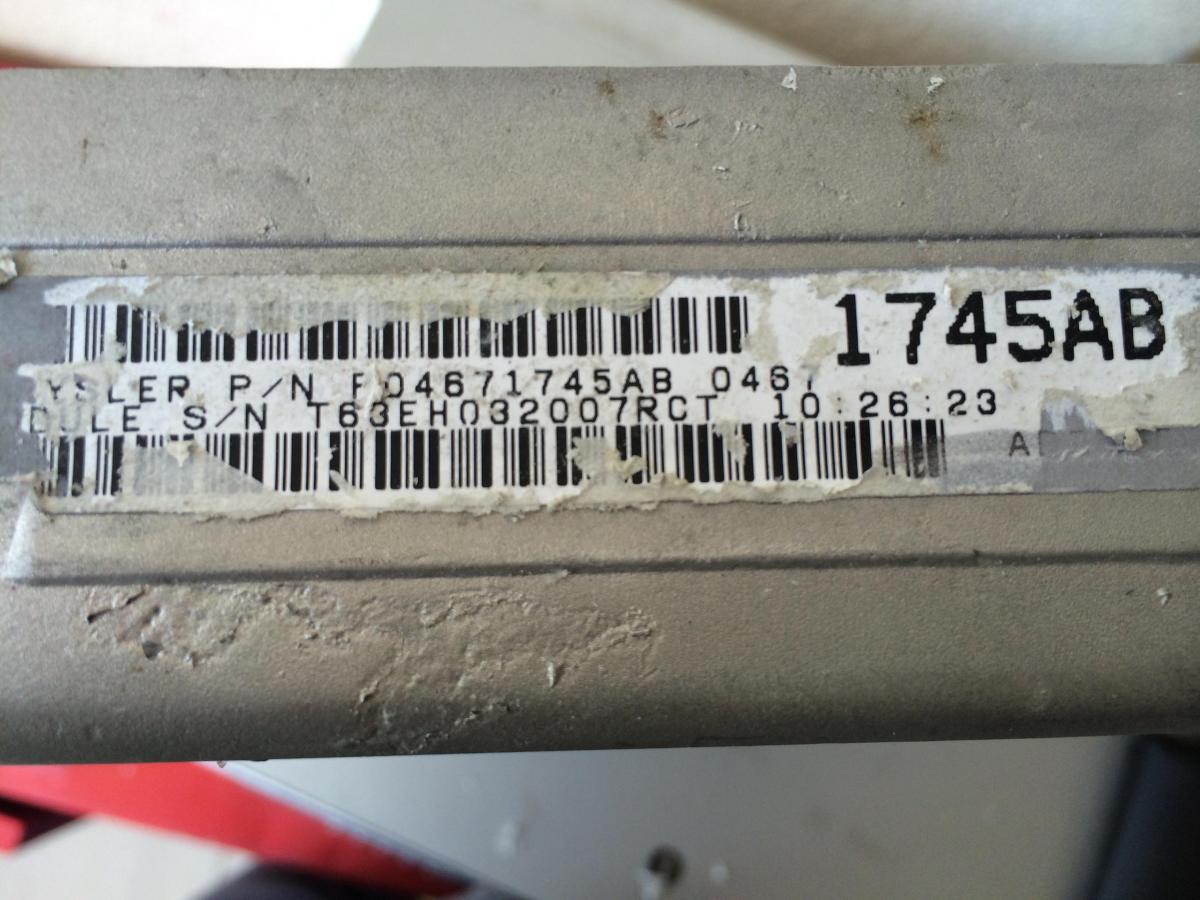 1745AB
YSLER P/N P04671745AB 0467
DULE S/N T63EH032007RCT 10:26:23
A